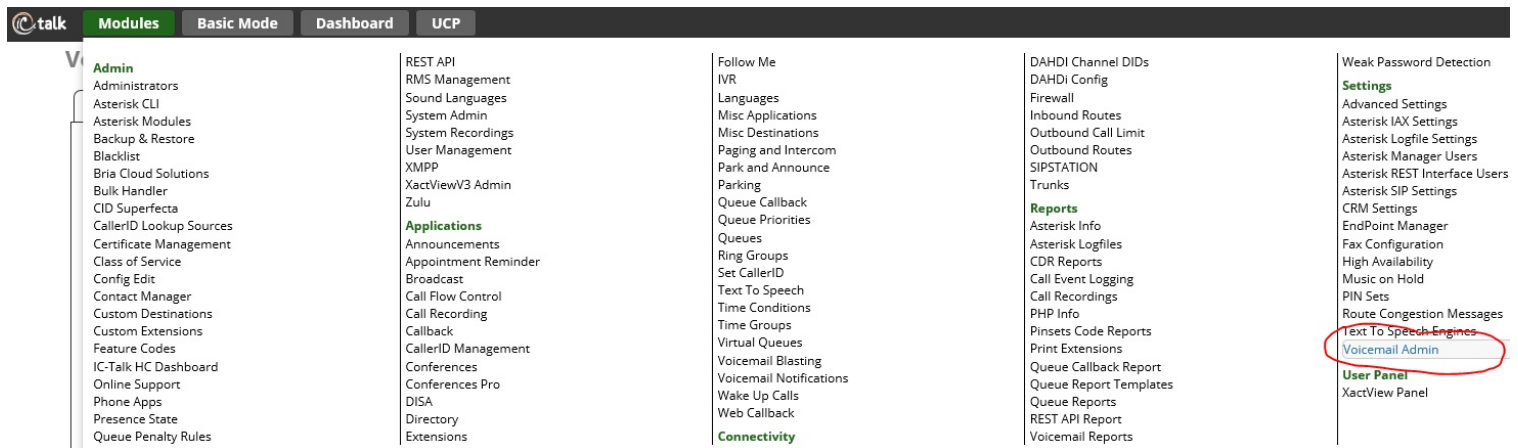 C talk
Modules
Basic Mode
Dashboard
UCP
Admin
Administrators
Asterisk CLI
Asterisk Modules
Backup & Restore
Blacklist
Bria Cloud Solutions
Bulk Handler
CID Superfecta
CallerID Lookup Sources
Certificate Management
Class of Service
Config Edit
Contact Manager
Custom Destinations
Custom Extensions
Feature Codes
IC-Talk HC Dashboard
Online Support
Phone Apps
Presence State
Queue Penalty Rules
REST API
RMS Management
Sound Languages
System Admin
System Recordings
User Management
XMPP
XactViewV3 Admin
Zulu
Applications
Announcements
Appointment Reminder
Broadcast
Call Flow Control
Call Recording
Callback
CallerID Management
Conferences
Conferences Pro
DISA
Directory
Extensions
Follow Me
IVR
Languages
Misc Applications
Misc Destinations
Paging and Intercom
Park and Announce
Parking
Queue Callback
Queue Priorities
Queues
Ring Groups
Set CallerID
Text To Speech
Time Conditions
Time Groups
Virtual Queues
Voicemail Blasting
Voicemail Notifications
Wake Up Calls
Web Callback
Connectivity
DAHDI Channel DIDs
DAHDi Config
Firewall
Inbound Routes
Outbound Call Limit
Outbound Routes
SIPSTATION
Trunks
Reports
Asterisk Info
Asterisk Logfiles
CDR Reports
Call Event Logging
Call Recordings
PHP Info
Pinsets Code Reports
Print Extensions
Queue Callback Report
Queue Report Templates
Queue Reports
REST API Report
Voicemail Reports
Weak Password Detection
Settings
Advanced Settings
Asterisk IAX Settings
Asterisk Logfile Settings
Asterisk Manager Users
Asterisk REST Interface Users
Asterisk SIP Settings
CRM Settings
EndPoint Manager
Fax Configuration
High Availability
Music on Hold
PIN Sets
Route Congestion Messages
Text To Speech Engines
Voicemail Admin
User Panel
XactView Panel